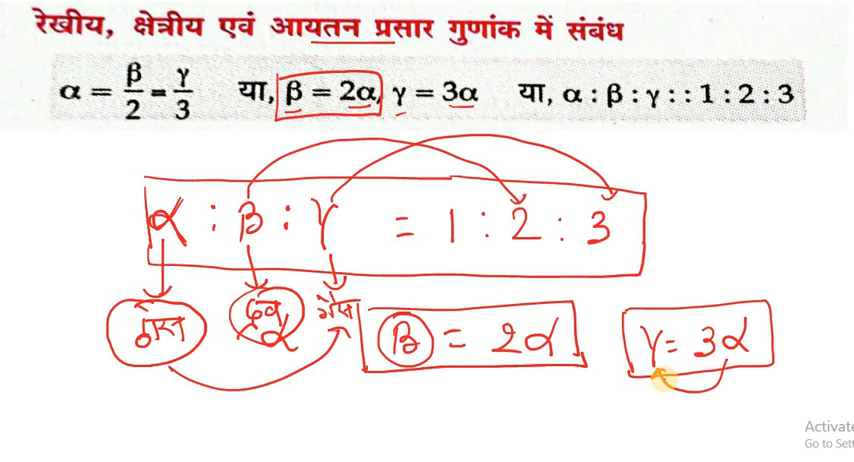 रेखीय, क्षेत्रीय एवं आयतन प्रसार गुणांक में संबंध
α = β/2 = γ/3 या, β = 2α, γ = 3α या, α : β : γ : : 1 : 2 : 3
α : β : γ = 1 : 2 : 3
ठोस द्रव गैस
β = 2α γ = 3α
Activate
Go to Sett